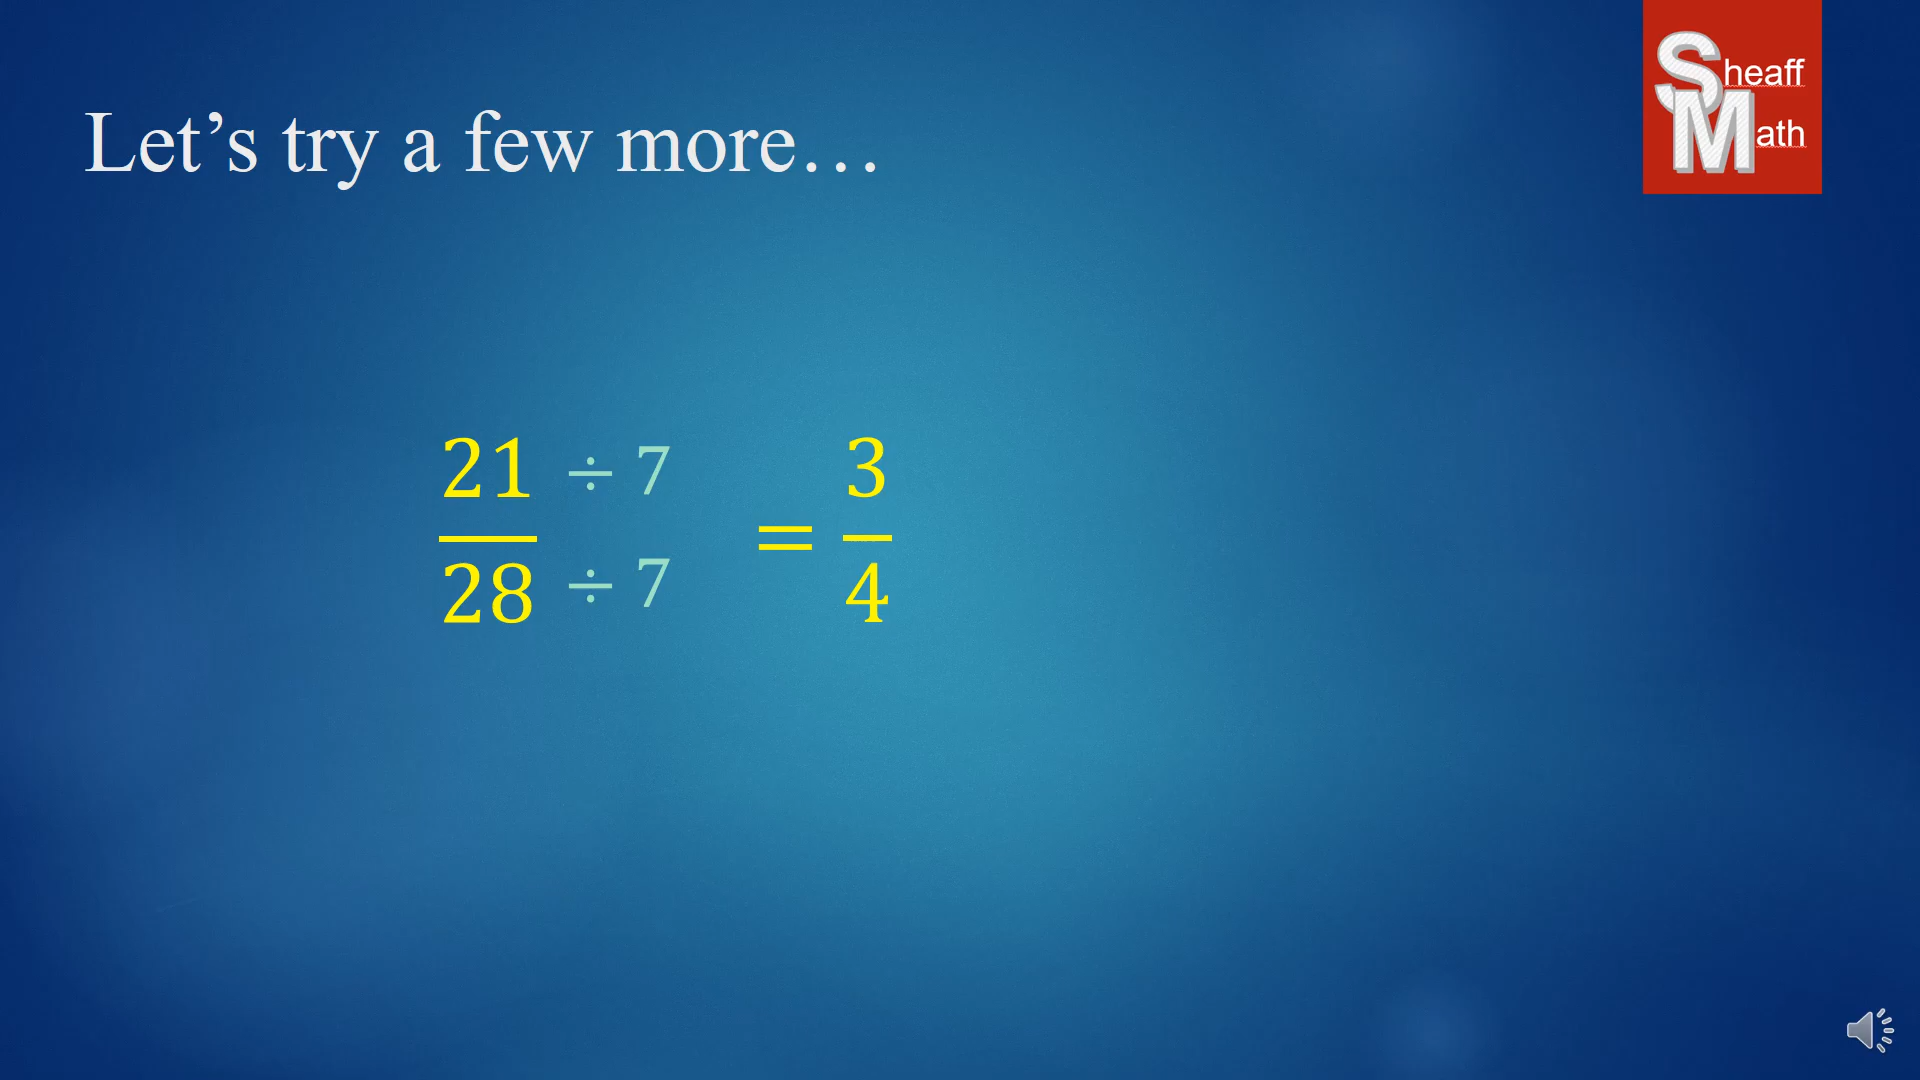 Sheaff
Math
Let’s try a few more…
21 ÷ 7 = 3
28 ÷ 7 4